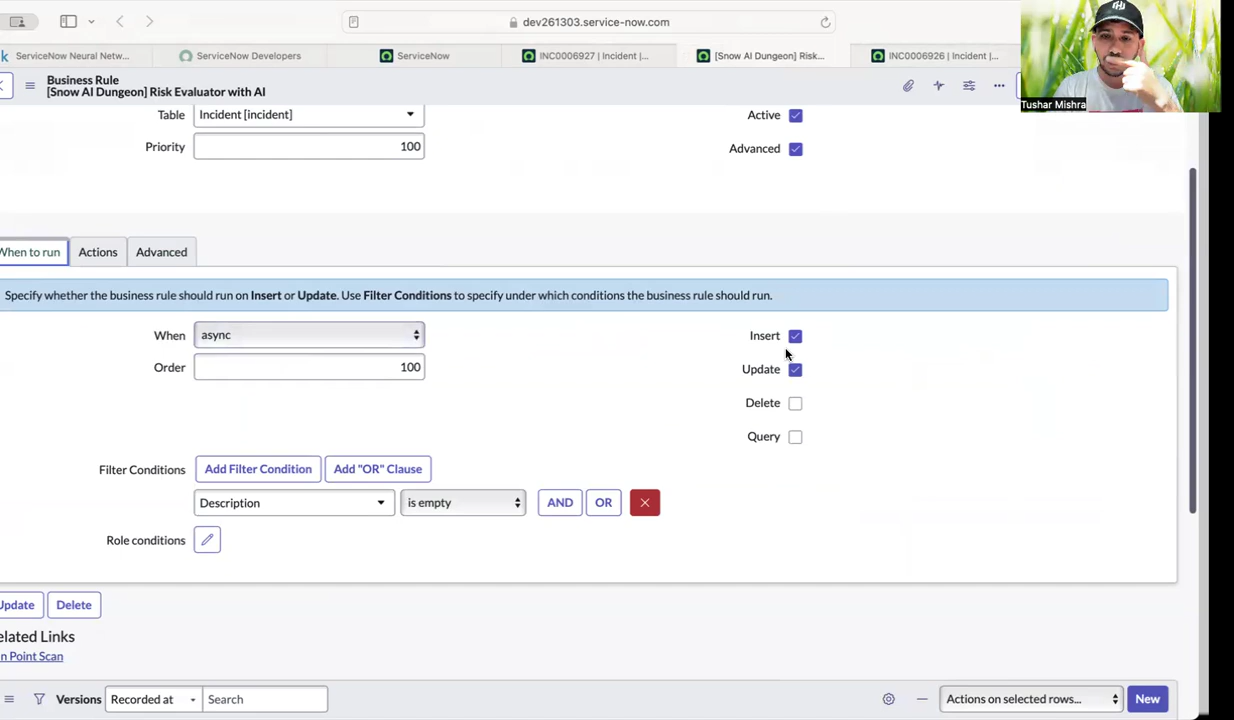 dev261303.service-now.com
ServiceNow Neural Netw...
ServiceNow Developers
ServiceNow
INC0006927 | Incident |...
[Snow AI Dungeon] Risk...
INC0006926 | Incident |...
Business Rule
[Snow AI Dungeon] Risk Evaluator with AI
Tushar Mishra
Table Incident [incident] Active
Priority 100 Advanced
When to run Actions Advanced
Specify whether the business rule should run on Insert or Update. Use Filter Conditions to specify under which conditions the business rule should run.
When async Insert
Order 100 Update
Delete
Query
Filter Conditions Add Filter Condition Add "OR" Clause
Description is empty AND OR
Role conditions
Update Delete
elated Links
n Point Scan
Versions Recorded at Search Actions on selected rows... New